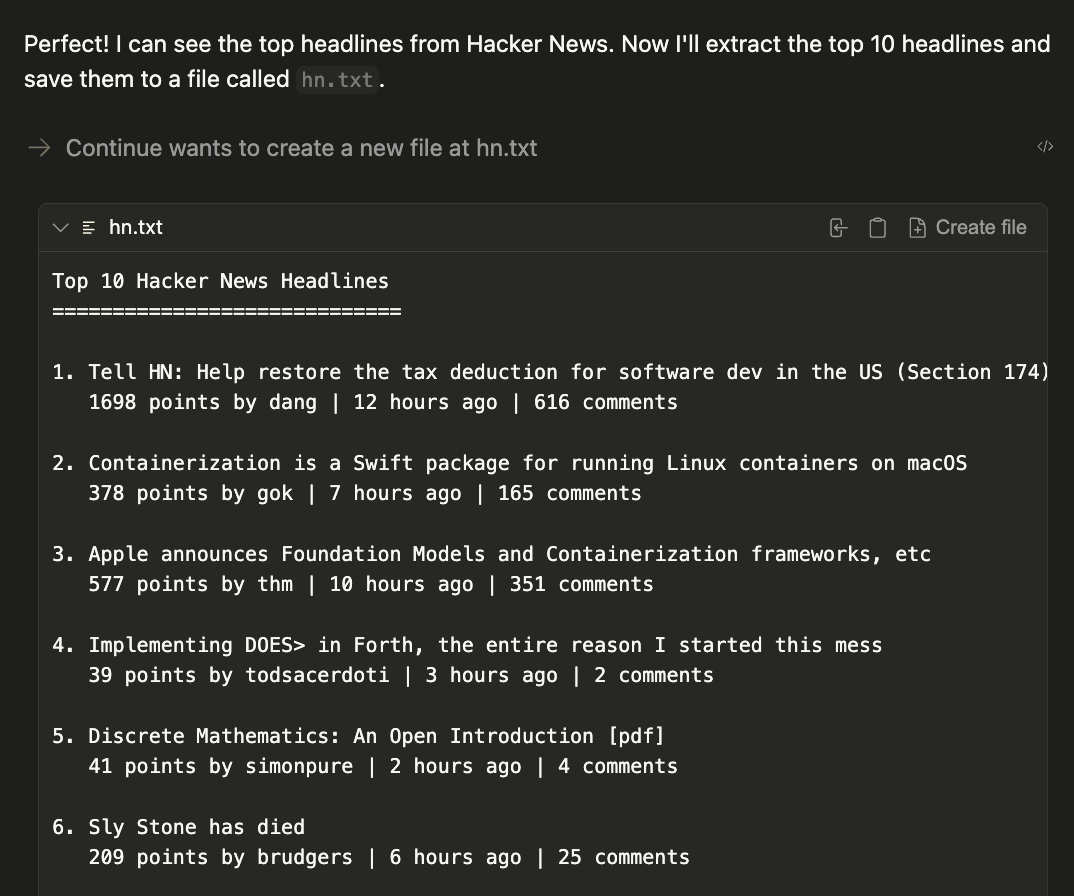 Perfect! I can see the top headlines from Hacker News. Now I'll extract the top 10 headlines and
save them to a file called hn.txt.
Continue wants to create a new file at hn.txt
hn.txt
Create file
Top 10 Hacker News Headlines
=============================
1. Tell HN: Help restore the tax deduction for software dev in the US (Section 174)
1698 points by dang | 12 hours ago | 616 comments
2. Containerization is a Swift package for running Linux containers on macOS
378 points by gok | 7 hours ago | 165 comments
3. Apple announces Foundation Models and Containerization frameworks, etc
577 points by thm | 10 hours ago | 351 comments
4. Implementing DOES> in Forth, the entire reason I started this mess
39 points by todsacerdoti | 3 hours ago | 2 comments
5. Discrete Mathematics: An Open Introduction [pdf]
41 points by simonpure | 2 hours ago | 4 comments
6. Sly Stone has died
209 points by brudgers | 6 hours ago | 25 comments